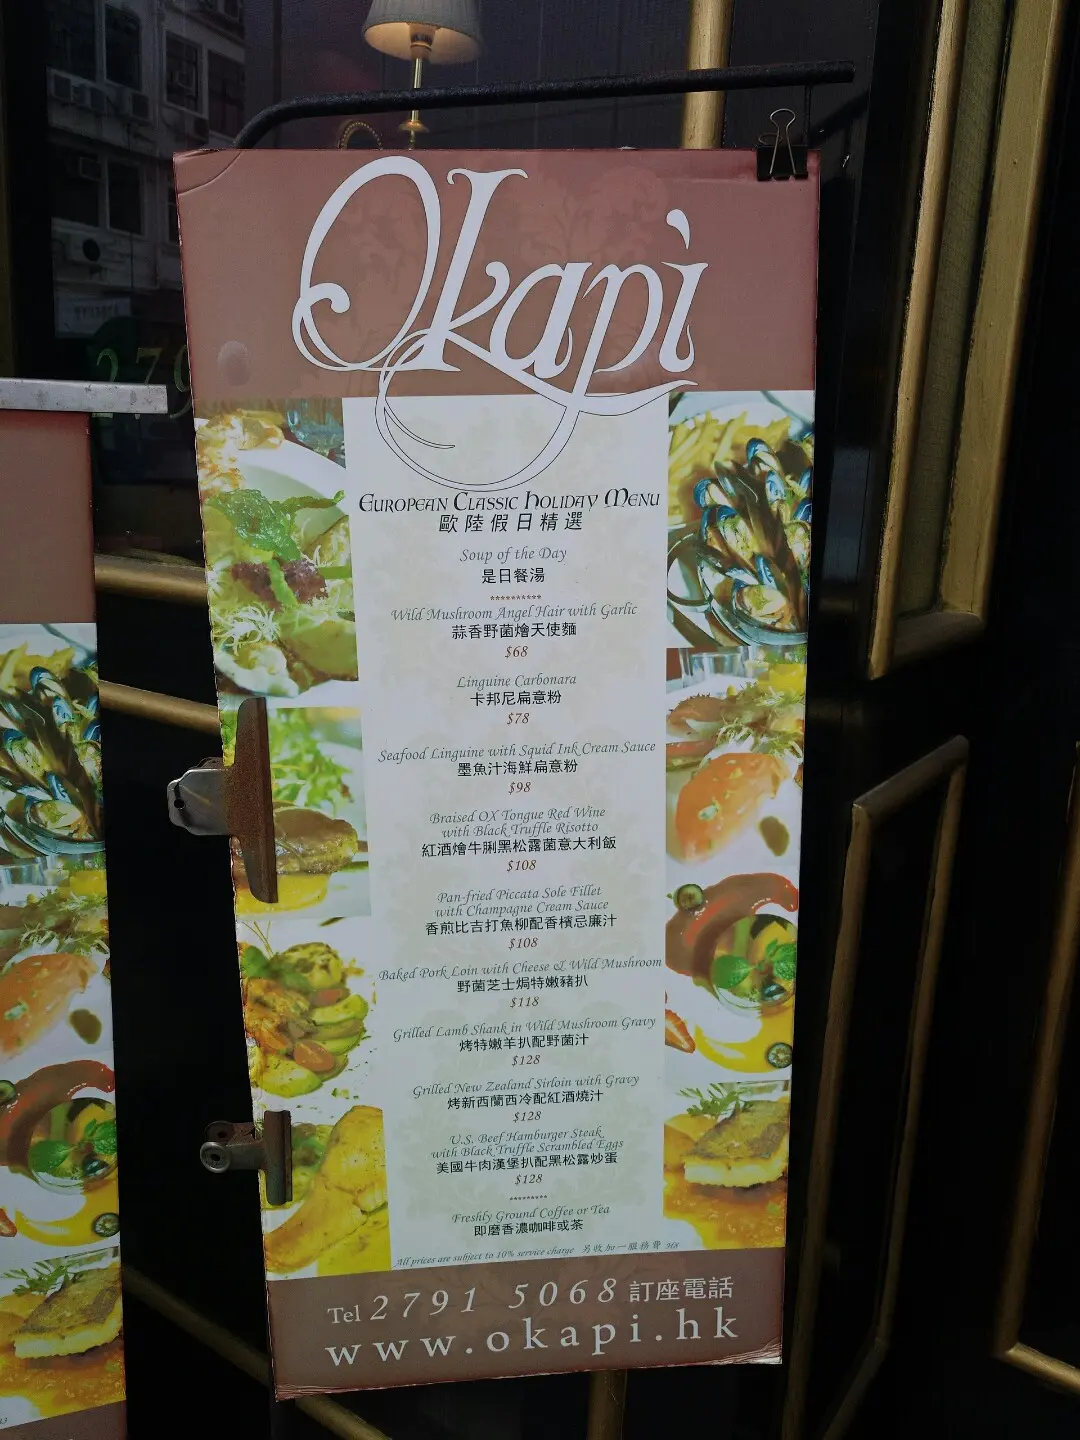 Okapi
European Classic Holiday Menu
歐陸假日精選
Soup of the Day
是日餐湯
**********
Wild Mushroom Angel Hair with Garlic
蒜香野菌燴天使麵
$68
Linguine Carbonara
卡邦尼扁意粉
$78
Seafood Linguine with Squid Ink Cream Sauce
墨魚汁海鮮扁意粉
$98
Braised OX Tongue Red Wine
with Black Truffle Risotto
紅酒燴牛脷黑松露菌意大利飯
$108
Pan-fried Piccata Sole Fillet
with Champagne Cream Sauce
香煎比吉打魚柳配香檳忌廉汁
$108
Baked Pork Loin with Cheese & Wild Mushroom
野菌芝士焗特嫩豬扒
$118
Grilled Lamb Shank in Wild Mushroom Gravy
烤特嫩羊扒配野菌汁
$128
Grilled New Zealand Sirloin with Gravy
烤新西蘭西冷配紅酒燒汁
$128
U.S. Beef Hamburger Steak
with Black Truffle Scrambled Eggs
美國牛肉漢堡扒配黑松露炒蛋
$128
*********
Freshly Ground Coffee or Tea
即磨香濃咖啡或茶
All prices are subject to 10% service charge 另收加一服務費
Tel 2791 5068 訂座電話
www.okapi.hk
279